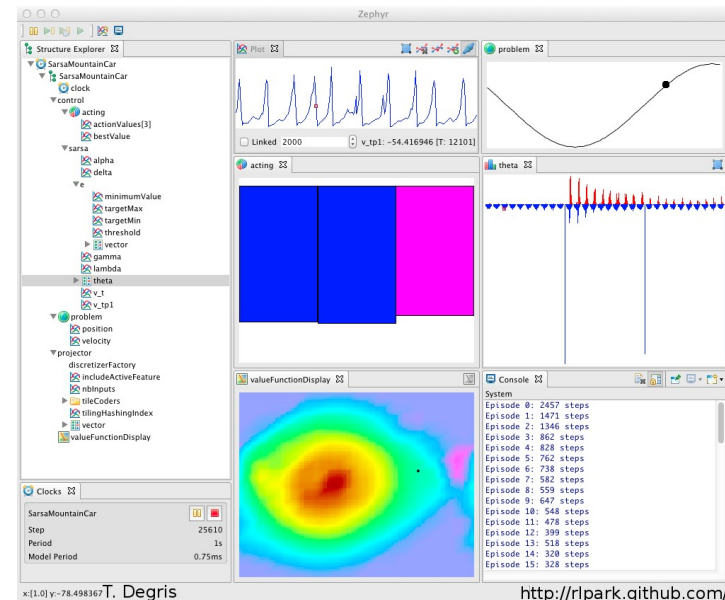 Zephyr
Structure Explorer
SarsaMountainCar
SarsaMountainCar
clock
control
acting
actionValues[3]
bestValue
sarsa
alpha
delta
e
minimumValue
targetMax
targetMin
threshold
vector
gamma
lambda
theta
v_t
v_tp1
problem
position
velocity
projector
discretizerFactory
includeActiveFeature
nbInputs
tileCoders
tilingHashingIndex
vector
valueFunctionDisplay
Clocks
SarsaMountainCar
Step 25610
Period 1s
Model Period 0.75ms
x:[1.0] y:-78.498367
T. Degris
Plot
Linked 2000 v_tp1: -54.416946 [T: 12101]
problem
acting
theta
valueFunctionDisplay
Console
System
Episode 0: 2457 steps
Episode 1: 1471 steps
Episode 2: 1346 steps
Episode 3: 862 steps
Episode 4: 828 steps
Episode 5: 762 steps
Episode 6: 738 steps
Episode 7: 582 steps
Episode 8: 559 steps
Episode 9: 647 steps
Episode 10: 548 steps
Episode 11: 478 steps
Episode 12: 399 steps
Episode 13: 518 steps
Episode 14: 320 steps
Episode 15: 328 steps
http://rlpark.github.com/